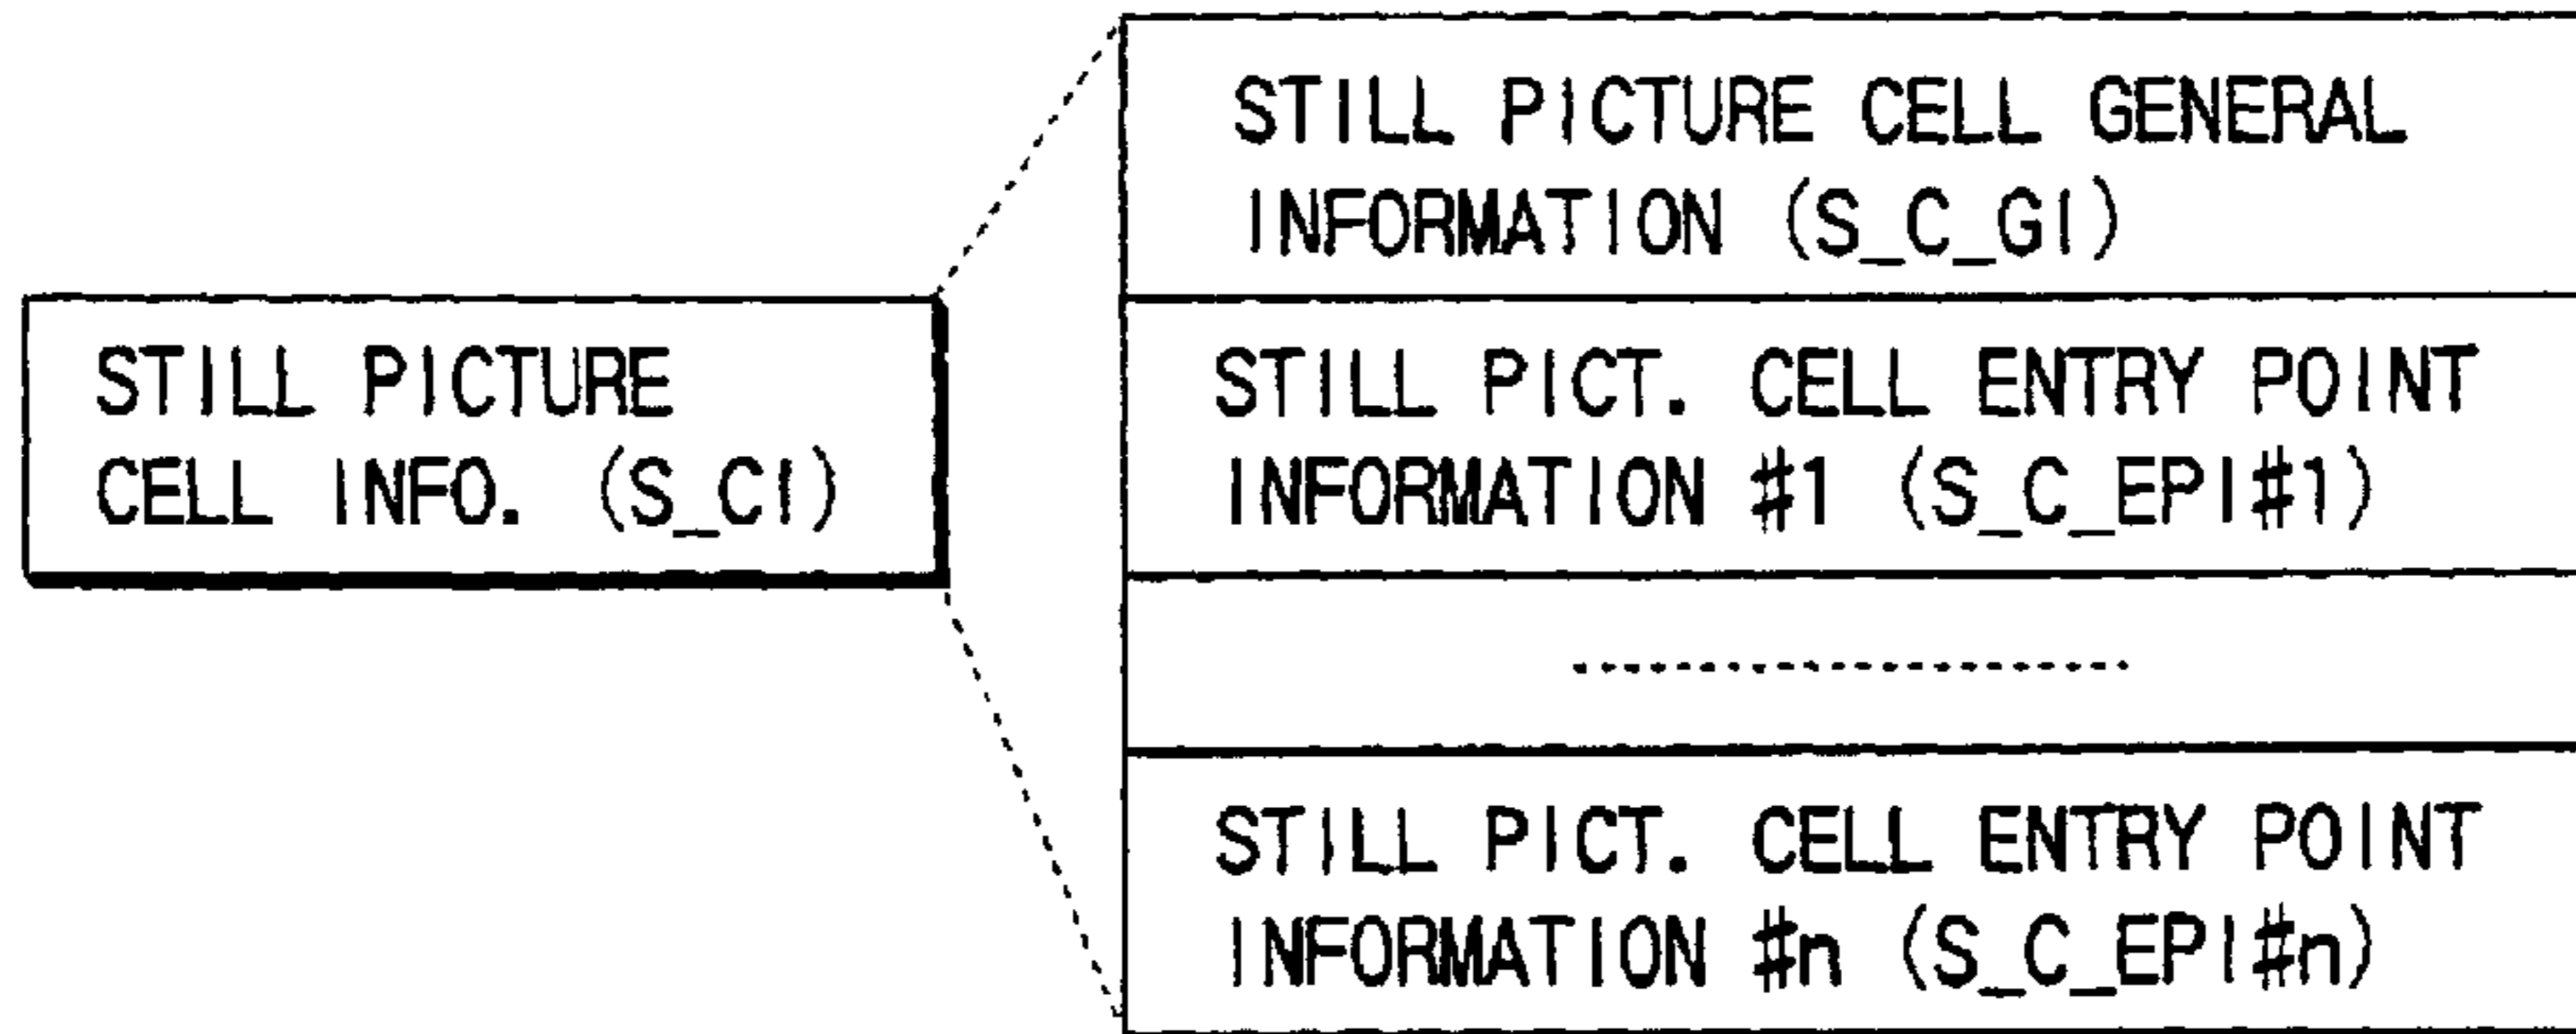 STILL PICTURE
CELL INFO. (S_CI)
STILL PICTURE CELL GENERAL
INFORMATION (S_C_GI)
STILL PICT. CELL ENTRY POINT
INFORMATION #1 (S_C_EPI#1)
STILL PICT. CELL ENTRY POINT
INFORMATION #n (S_C_EPI#n)